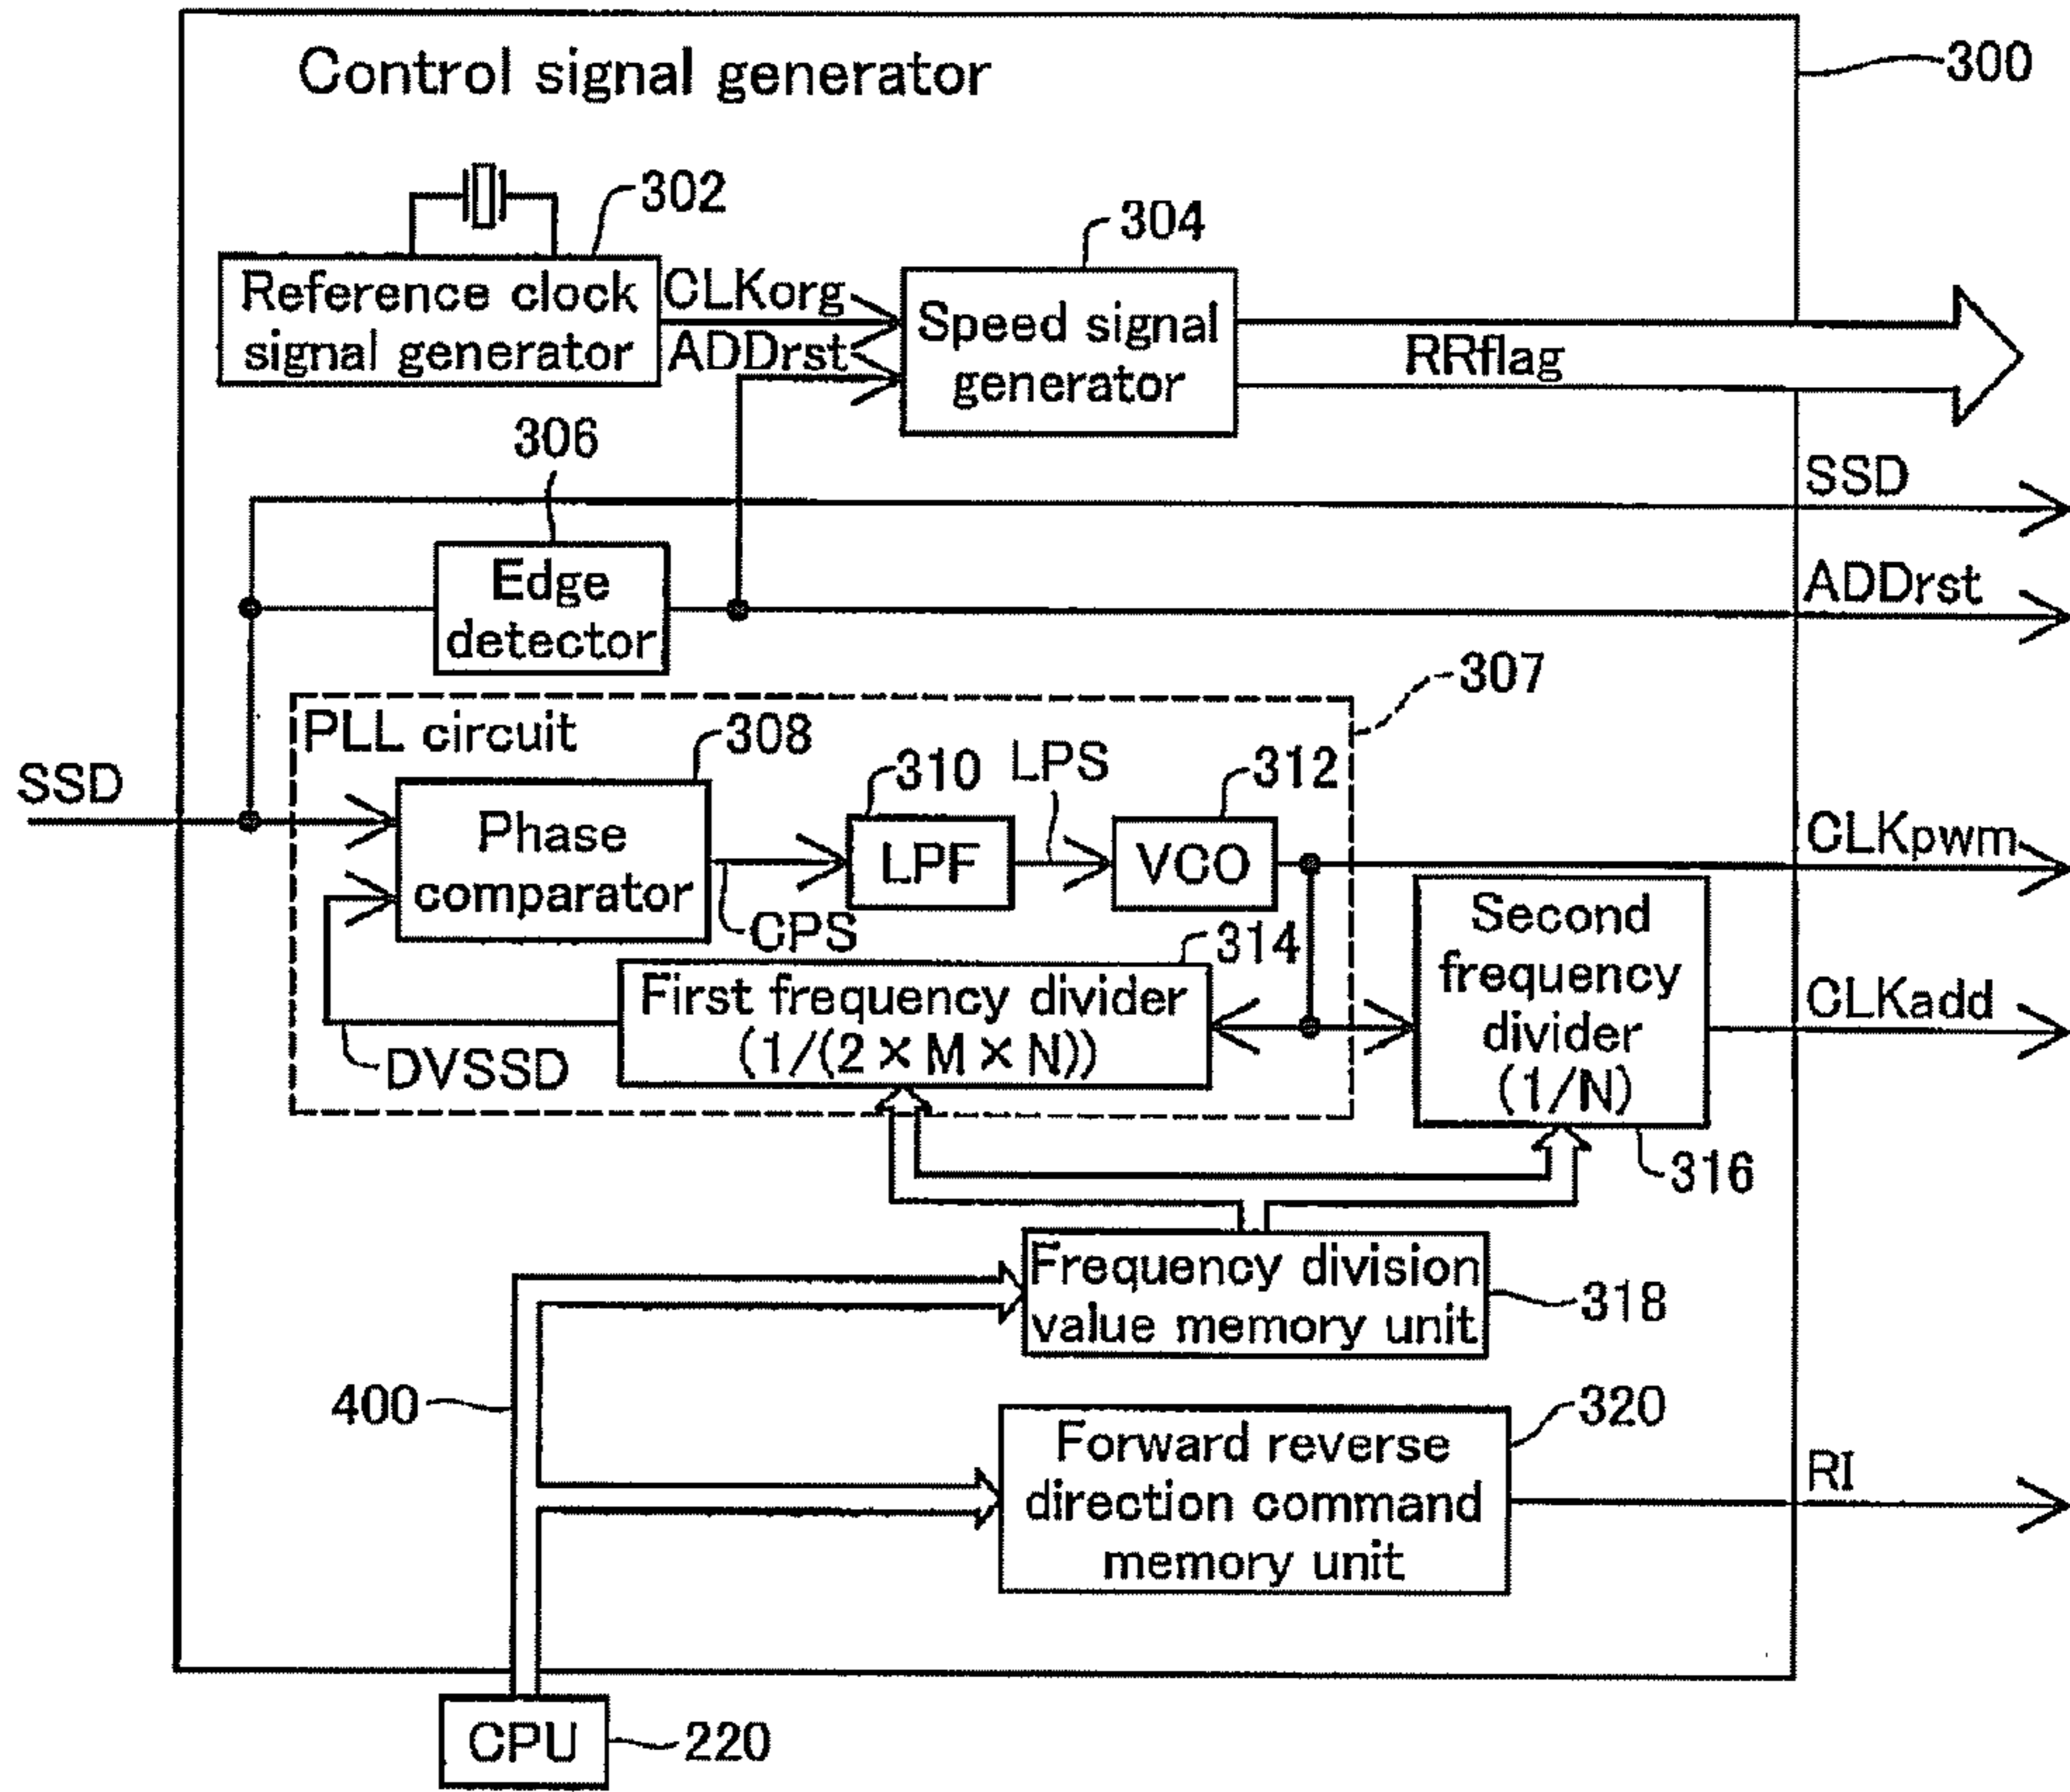 Control signal generator
300
302
304
Reference clock
signal generator
CLKorg
ADDrst
Speed signal
generator
RRflag
306
SSD
Edge
detector
ADDrst
307
PLL circuit
308
SSD
310
LPS
312
Phase
comparator
LPF
VCO
CLKpwm
CPS
314
Second
frequency
divider
(1/N)
First frequency divider
(1/(2 × M × N))
CLKadd
DVSSD
316
Frequency division
value memory unit
318
400
320
Forward reverse
direction command
memory unit
RI
CPU
220